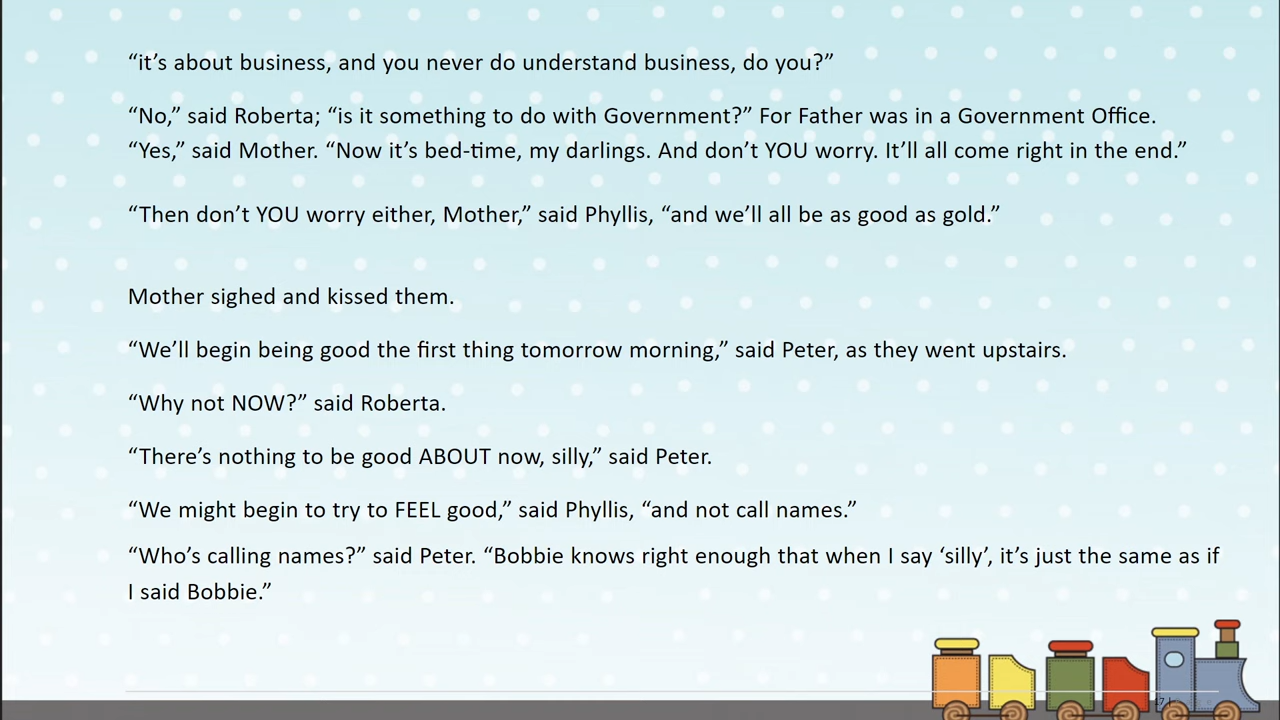 “it’s about business, and you never do understand business, do you?”
“No,” said Roberta; “is it something to do with Government?” For Father was in a Government Office.
“Yes,” said Mother. “Now it’s bed-time, my darlings. And don’t YOU worry. It’ll all come right in the end.”
“Then don’t YOU worry either, Mother,” said Phyllis, “and we’ll all be as good as gold.”
Mother sighed and kissed them.
“We’ll begin being good the first thing tomorrow morning,” said Peter, as they went upstairs.
“Why not NOW?” said Roberta.
“There’s nothing to be good ABOUT now, silly,” said Peter.
“We might begin to try to FEEL good,” said Phyllis, “and not call names.”
“Who’s calling names?” said Peter. “Bobbie knows right enough that when I say ‘silly’, it’s just the same as if
I said Bobbie.”